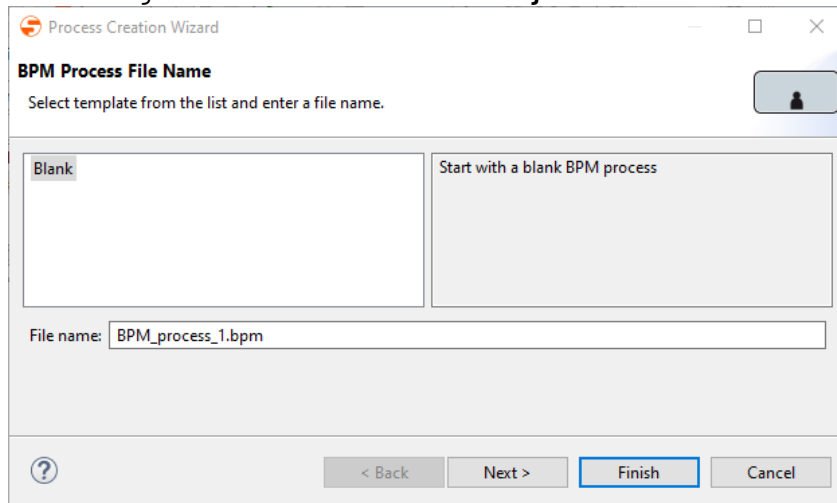 Process Creation Wizard
BPM Process File Name
Select template from the list and enter a file name.
Blank
Start with a blank BPM process
File name: BPM_process_1.bpm
? < Back Next > Finish Cancel